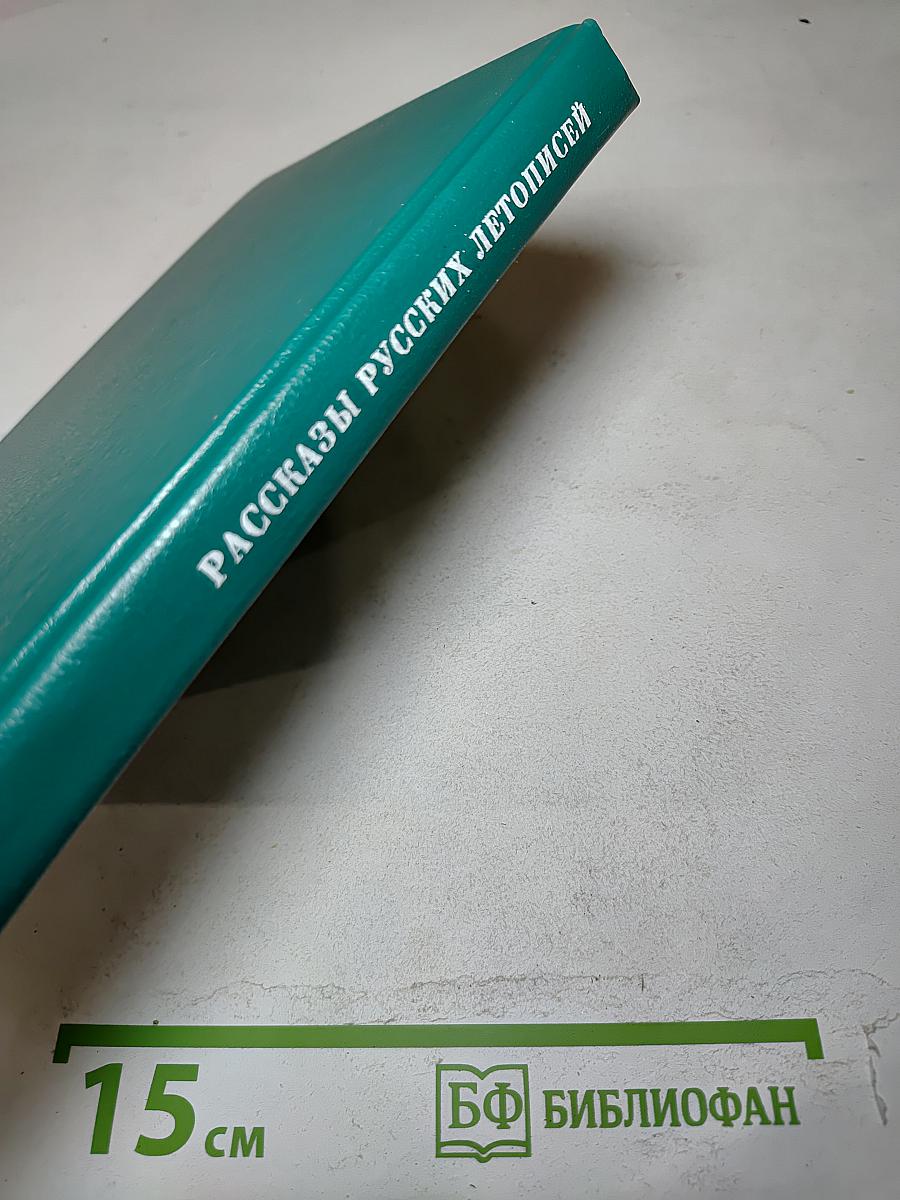 РАССКАЗЫ РУССКИХ ЛЕТОПИСЕЙ
15 см
БФ БИБЛИОФАН